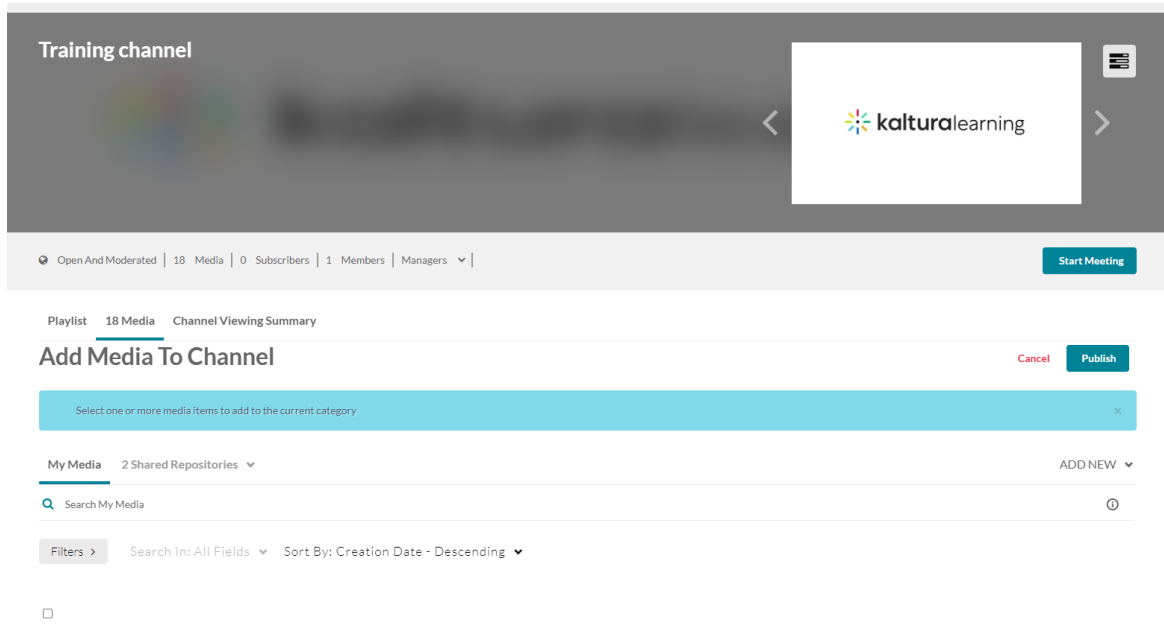 Training channel
kalturalearning
Open And Moderated | 18 Media | 0 Subscribers | 1 Members | Managers |
Start Meeting
Playlist 18 Media Channel Viewing Summary
Add Media To Channel
Cancel Publish
Select one or more media items to add to the current category ×
My Media 2 Shared Repositories
ADD NEW
Search My Media
Filters > Search In: All Fields Sort By: Creation Date - Descending